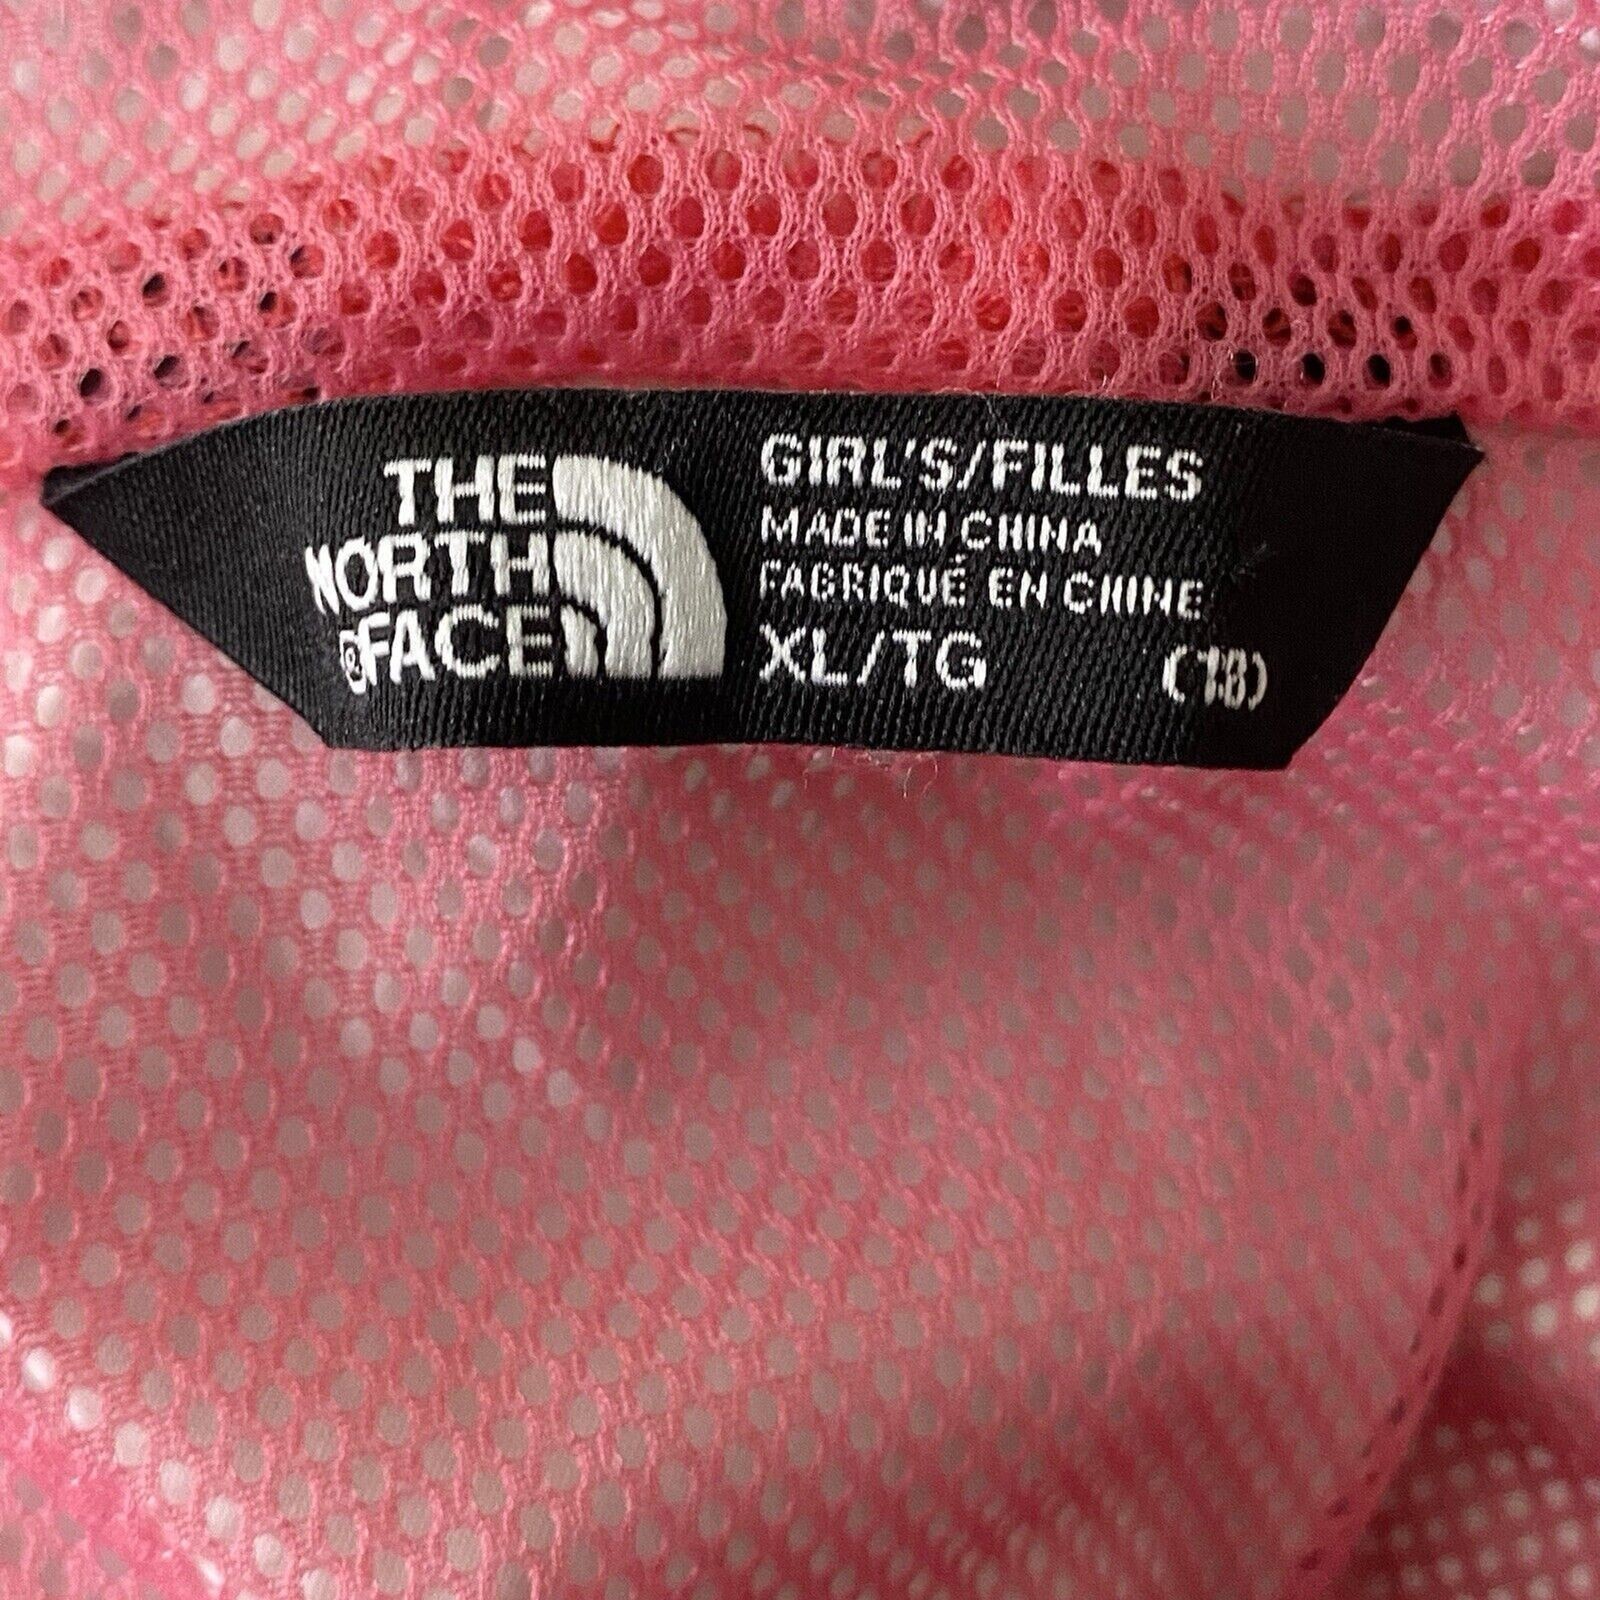 THE
NORTH
®FACE
GIRL'S/FILLES
MADE IN CHINA
FABRIQUÉ EN CHINE
XL/TG (18)